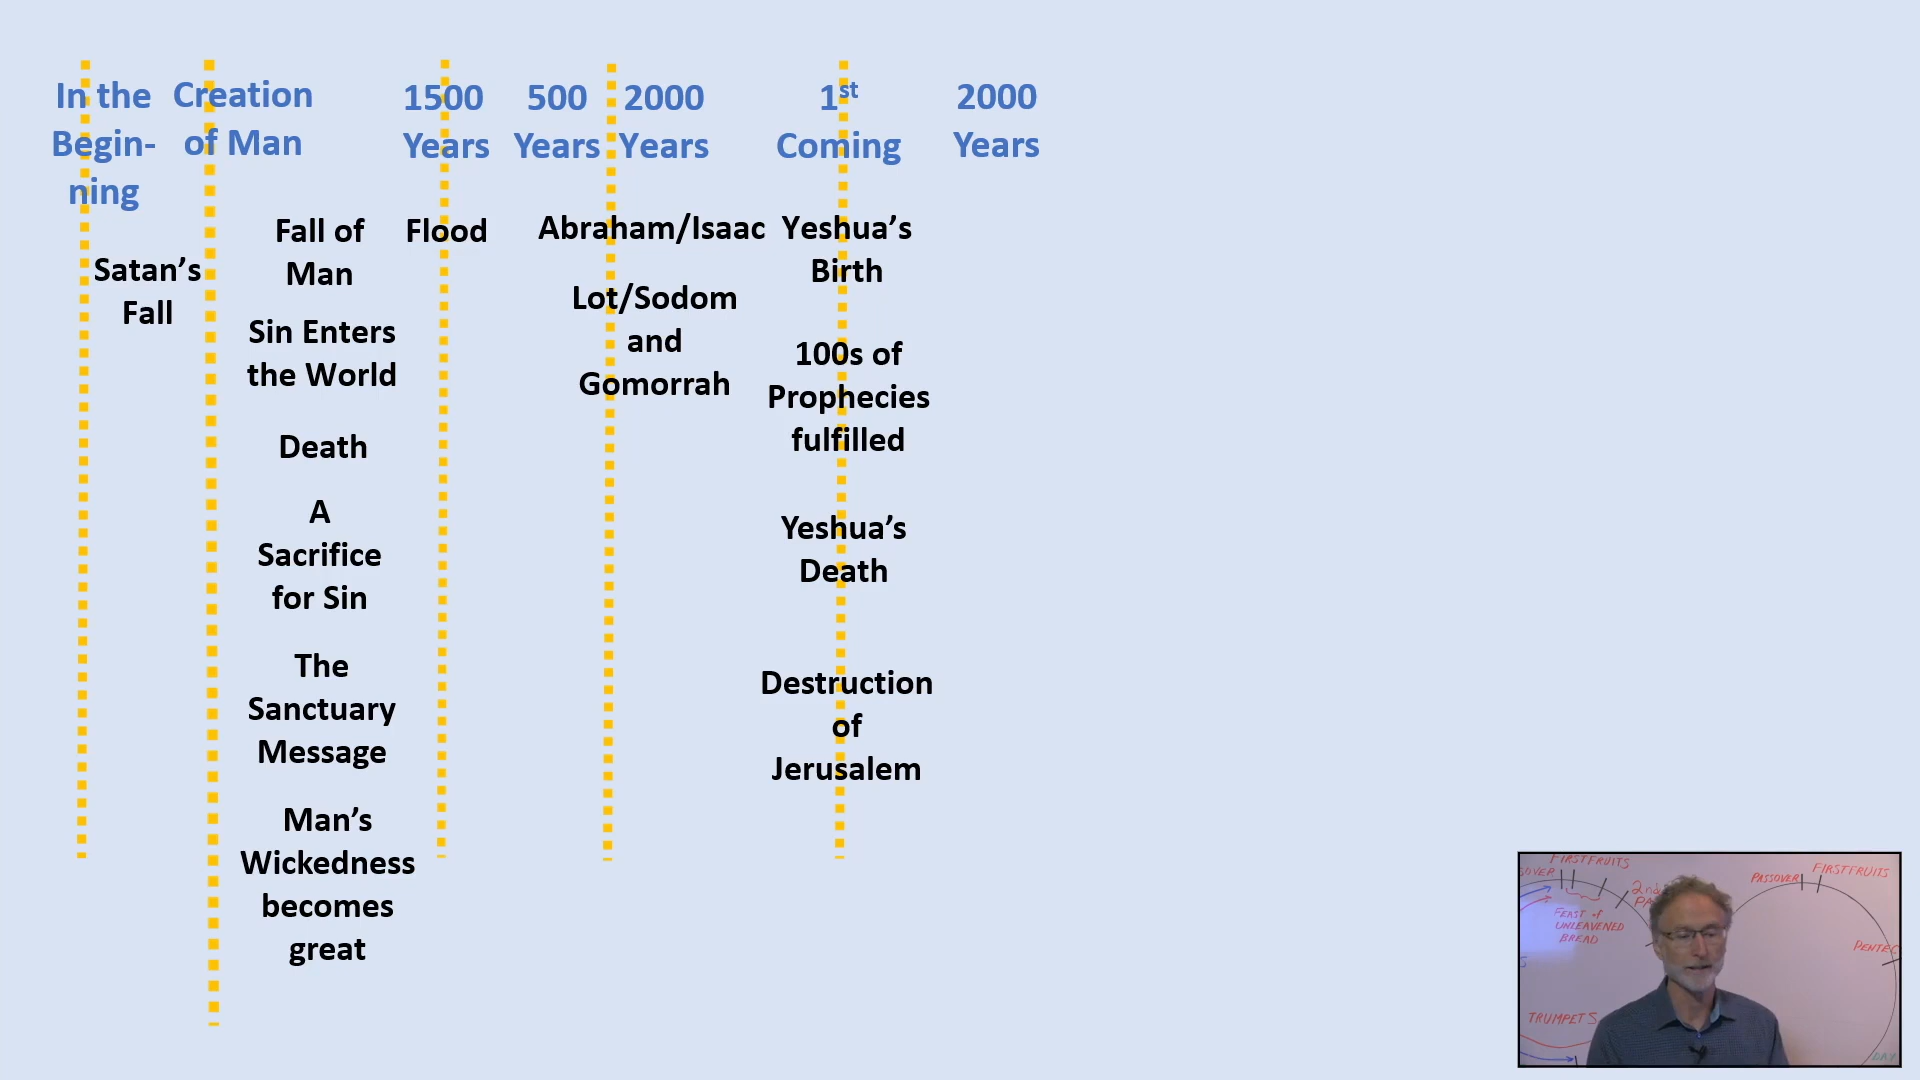 In the
Begin-
ning
Creation
of Man
1500
Years
500
Years
2000
Years
1st
Coming
2000
Years
Satan’s
Fall
Fall of
Man
Sin Enters
the World
Death
A
Sacrifice
for Sin
The
Sanctuary
Message
Man’s
Wickedness
becomes
great
Flood
Abraham/Isaac
Lot/Sodom
and
Gomorrah
Yeshua’s
Birth
100s of
Prophecies
fulfilled
Yeshua’s
Death
Destruction
of
Jerusalem
FIRSTFRUITS
2nd
FEAST of
UNLEAVENED
BREAD
TRUMPETS
PASSOVER
FIRSTFRUITS
PENTEC
DAY